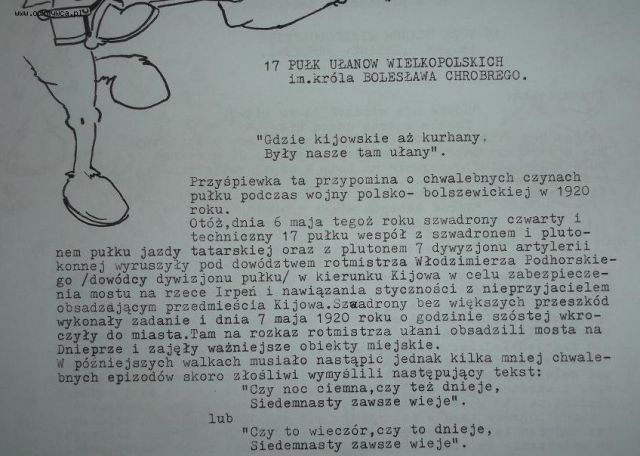 www.odkrywca.pl
17 PUŁK UŁANOW WIELKOPOLSKICH
im.króla BOLESŁAWA CHROBREGO.
"Gdzie kijowskie aż kurhany,
Były nasze tam ułany".
Przyśpiewka ta przypomina o chwalebnych czynach
pułku podczas wojny polsko- bolszewickiej w 1920
roku.
Otóż,dnia 6 maja tegoż roku szwadrony czwarty i
techniczny 17 pułku wespół z szwadronem i pluto-
nem pułku jazdy tatarskiej oraz z plutonem 7 dywyzjonu artylerii
konnej wyruszyły pod dowództwem rotmistrza Włodzimierza Podhorskie-
go /dowódcy dywizjonu pułku/ w kierunku Kijowa w celu zabezpiecze-
nia mostu na rzece Irpeń i nawiązania styczności z nieprzyjacielem
obsadzającym przedmieścia Kijowa.Szwadrony bez większych przeszkód
wykonały zadanie i dnia 7 maja 1920 roku o godzinie szóstej wkro-
czyły do miasta.Tam na rozkaz rotmistrza ułani obsadzili mosta na
Dnieprze i zajęły ważniejsze obiekty miejskie.
W późniejszych walkach musiało nastąpić jednak kilka mniej chwale-
bnych epizodów skoro złośliwi wymyślili następujący tekst:
"Czy noc ciemna,czy też dnieje,
Siedemnasty zawsze wieje".
lub
"Czy to wieczór,czy to dnieje,
Siedemnasty zawsze wieje".